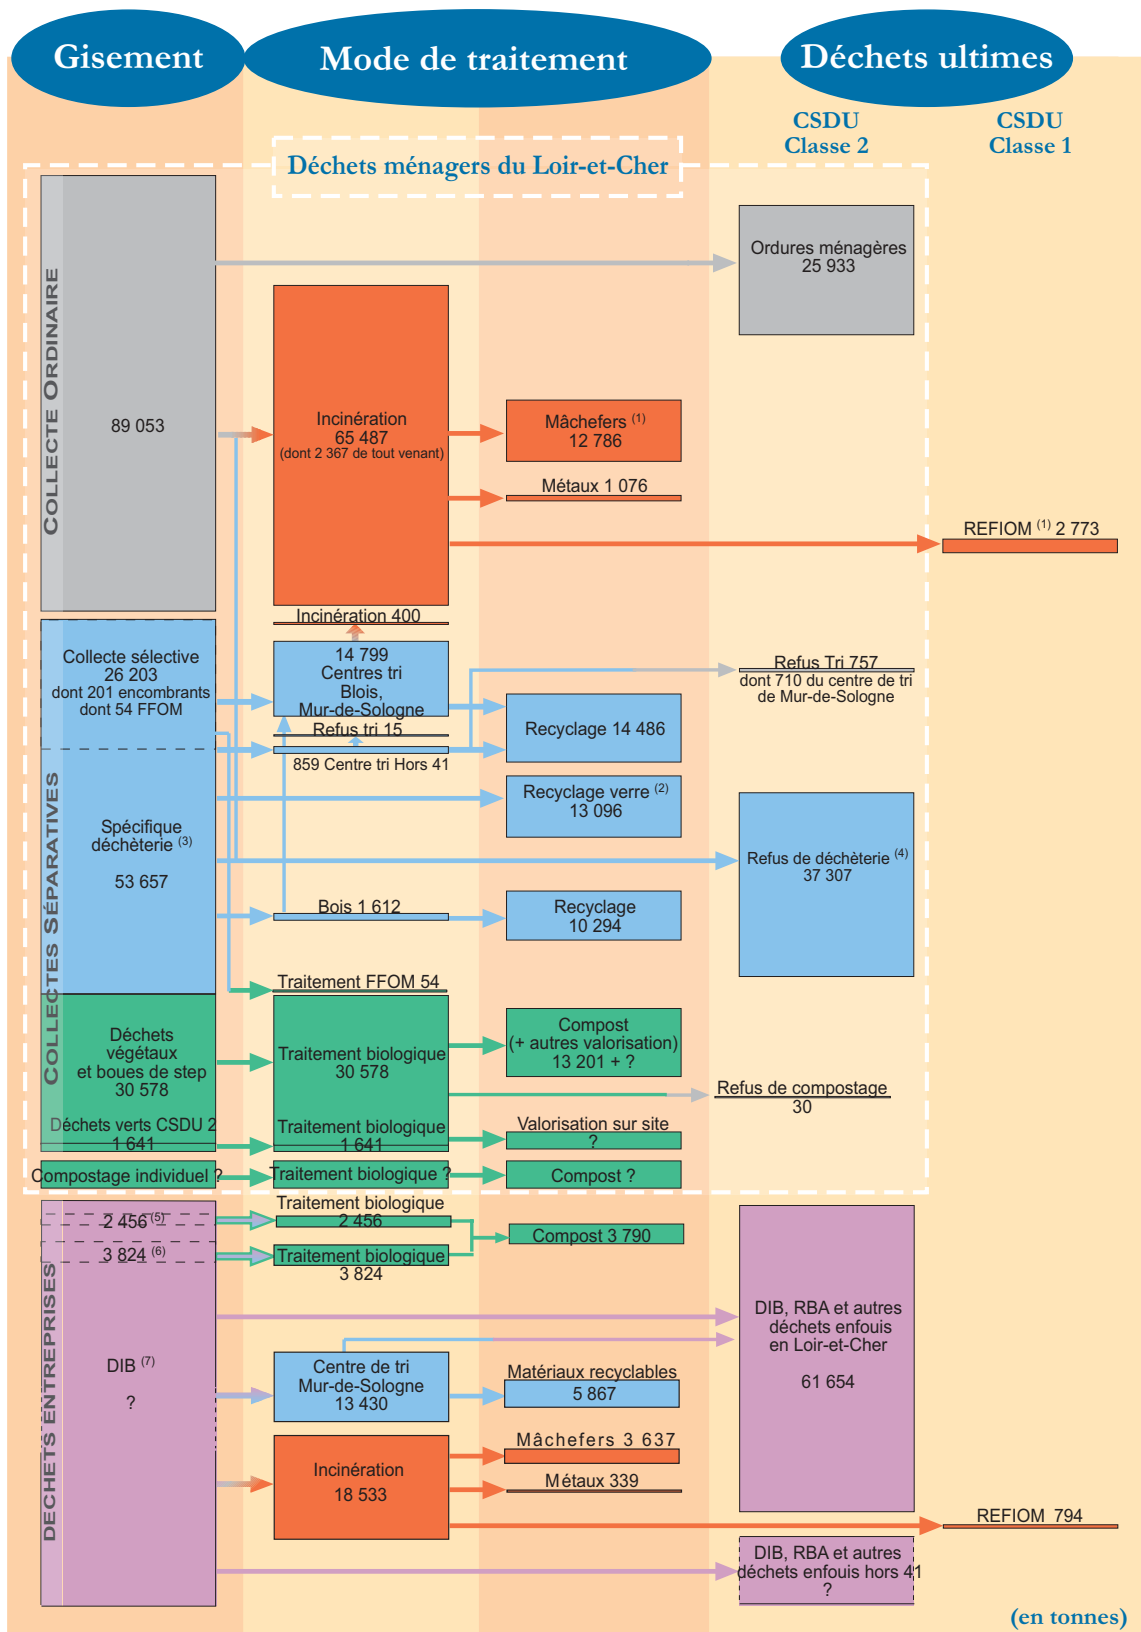 Gisement
Mode de traitement
Déchets ultimes
CSDU
Classe 2
CSDU
Classe 1
Déchets ménagers du Loir-et-Cher
COLLECTE ORDINAIRE
89 053
Ordures ménagères
25 933
Incinération
65 487
(dont 2 367 de tout venant)
Mâchefers (1)
12 786
Métaux 1 076
REFIOM (1) 2 773
Incinération 400
COLLECTES SÉPARATIVES
Collecte sélective
26 203
dont 201 encombrants
dont 54 FFOM
14 799
Centres tri
Blois,
Mur-de-Sologne
Refus tri 15
859 Centre tri Hors 41
Recyclage 14 486
Refus Tri 757
dont 710 du centre de tri
de Mur-de-Sologne
Recyclage verre (2)
13 096
Spécifique
déchèterie (3)
53 657
Refus de déchèterie (4)
37 307
Bois 1 612
Recyclage
10 294
Traitement FFOM 54
Déchets
végétaux
et boues de step
30 578
Traitement biologique
30 578
Compost
(+ autres valorisation)
13 201 + ?
Refus de compostage
30
Déchets verts CSDU 2
1 641
Traitement biologique
1 641
Valorisation sur site
?
Compostage individuel ?
Traitement biologique ?
Compost ?
DECHETS ENTREPRISES
2 456 (5)
Traitement biologique
2 456
3 824 (6)
Traitement biologique
3 824
Compost 3 790
DIB (7)
?
DIB, RBA et autres
déchets enfouis
en Loir-et-Cher
61 654
Centre de tri
Mur-de-Sologne
13 430
Matériaux recyclables
5 867
Incinération
18 533
Mâchefers 3 637
Métaux 339
REFIOM 794
DIB, RBA et autres
déchets enfouis hors 41
?
(en tonnes)